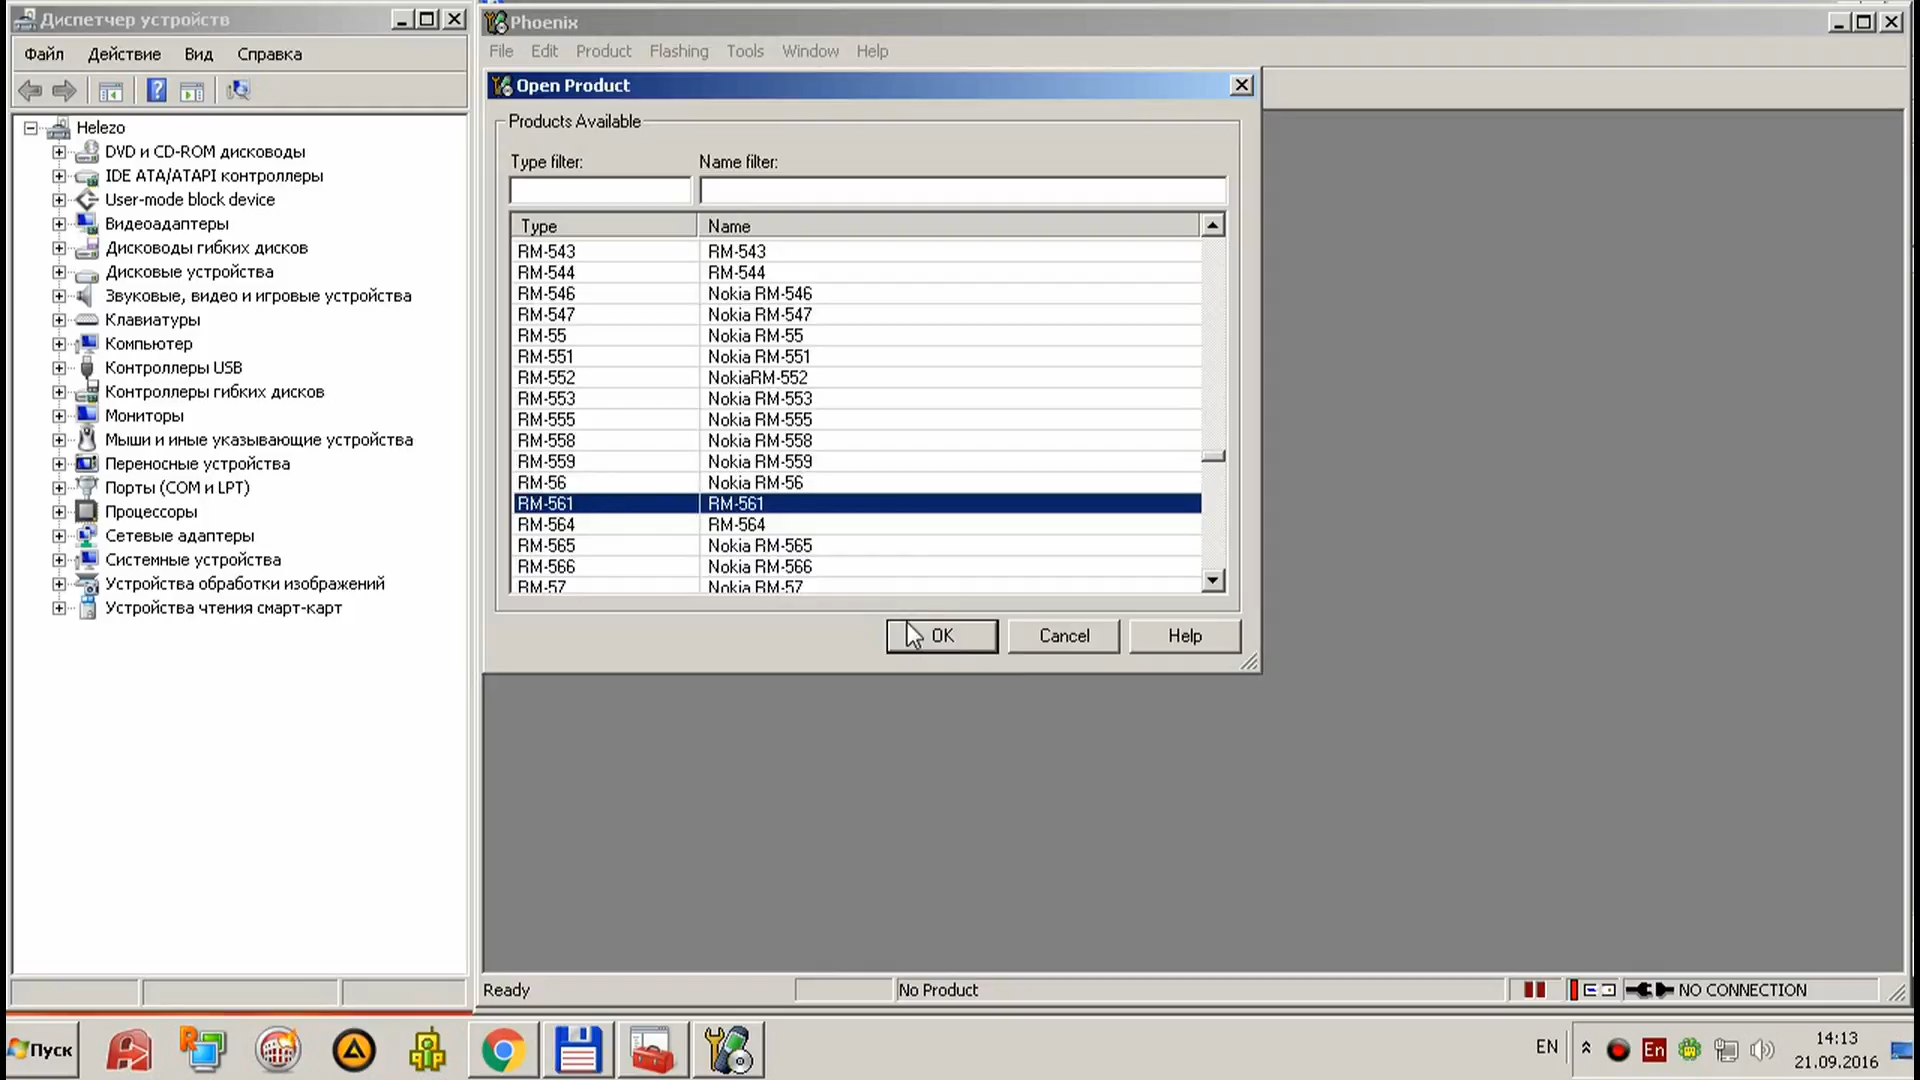 Диспетчер устройств
Файл Действие Вид Справка
Helezo
DVD и CD-ROM дисководы
IDE ATA/ATAPI контроллеры
User-mode block device
Видеоадаптеры
Дисководы гибких дисков
Дисковые устройства
Звуковые, видео и игровые устройства
Клавиатуры
Компьютер
Контроллеры USB
Контроллеры гибких дисков
Мониторы
Мыши и иные указывающие устройства
Переносные устройства
Порты (COM и LPT)
Процессоры
Сетевые адаптеры
Системные устройства
Устройства обработки изображений
Устройства чтения смарт-карт
Phoenix
File Edit Product Flashing Tools Window Help
Open Product
Products Available
Type filter: Name filter:
Type Name
RM-543 RM-543
RM-544 RM-544
RM-546 Nokia RM-546
RM-547 Nokia RM-547
RM-55 Nokia RM-55
RM-551 Nokia RM-551
RM-552 NokiaRM-552
RM-553 Nokia RM-553
RM-555 Nokia RM-555
RM-558 Nokia RM-558
RM-559 Nokia RM-559
RM-56 Nokia RM-56
RM-561 RM-561
RM-564 RM-564
RM-565 Nokia RM-565
RM-566 Nokia RM-566
RM-57 Nokia RM-57
OK Cancel Help
Ready No Product NO CONNECTION
Пуск EN En 14:13
21.09.2016